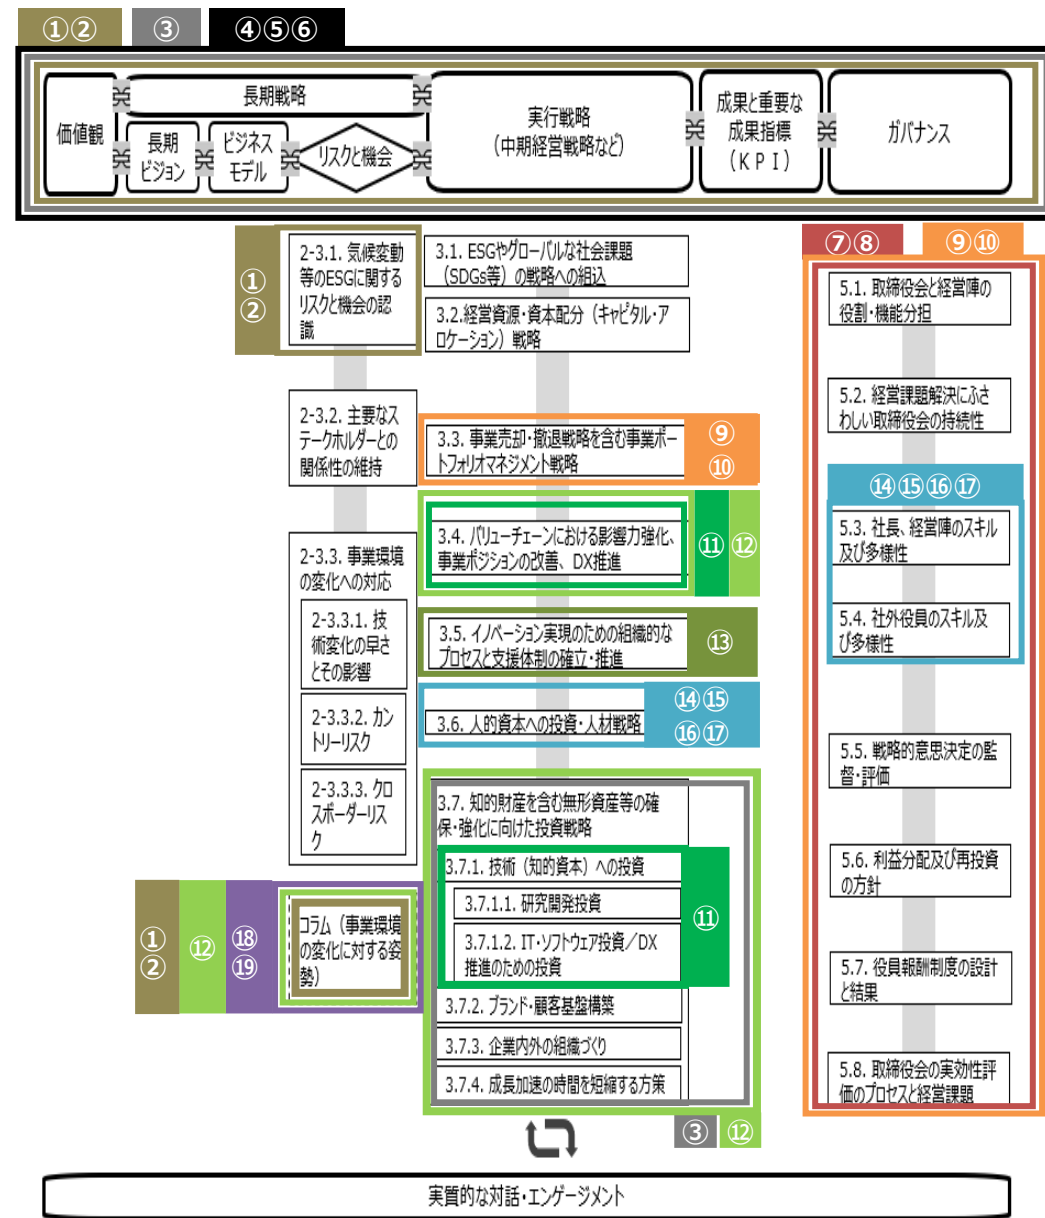 ①② ③ ④⑤⑥
価値観
長期戦略
長期
ビジョン
ビジネス
モデル
リスクと機会
実行戦略
(中期経営戦略など)
成果と重要な
成果指標
(KPI)
ガバナンス
①
②
2-3.1. 気候変動
等のESGに関する
リスクと機会の認
識
2-3.2. 主要なス
テークホルダーとの
関係性の維持
2-3.3. 事業環境
の変化への対応
2-3.3.1. 技
術変化の早さ
とその影響
2-3.3.2. カン
トリーリスク
2-3.3.3. クロ
スボーダーリス
ク
①
②
⑫
⑱
⑲
コラム(事業環境
の変化に対する姿
勢)
3.1. ESGやグローバルな社会課題
(SDGs等)の戦略への組込
3.2.経営資源・資本配分(キャピタル・ア
ロケーション)戦略
3.3. 事業売却・撤退戦略を含む事業ポー
トフォリオマネジメント戦略
⑨
⑩
3.4. バリューチェーンにおける影響力強化、
事業ポジションの改善、DX推進
⑪ ⑫
3.5. イノベーション実現のための組織的な
プロセスと支援体制の確立・推進
⑬
3.6. 人的資本への投資・人材戦略
⑭⑮
⑯⑰
3.7. 知的財産を含む無形資産等の確
保・強化に向けた投資戦略
3.7.1. 技術(知的資本)への投資
3.7.1.1. 研究開発投資
3.7.1.2. IT・ソフトウェア投資/DX
推進のための投資
⑪
3.7.2. ブランド・顧客基盤構築
3.7.3. 企業内外の組織づくり
3.7.4. 成長加速の時間を短縮する方策
③ ⑫
⑦⑧ ⑨⑩
5.1. 取締役会と経営陣の
役割・機能分担
5.2. 経営課題解決にふさ
わしい取締役会の持続性
⑭⑮⑯⑰
5.3. 社長、経営陣のスキル
及び多様性
5.4. 社外役員のスキル及
び多様性
5.5. 戦略的意思決定の監
督・評価
5.6. 利益分配及び再投資
の方針
5.7. 役員報酬制度の設計
と結果
5.8. 取締役会の実効性評
価のプロセスと経営課題
実質的な対話・エンゲージメント